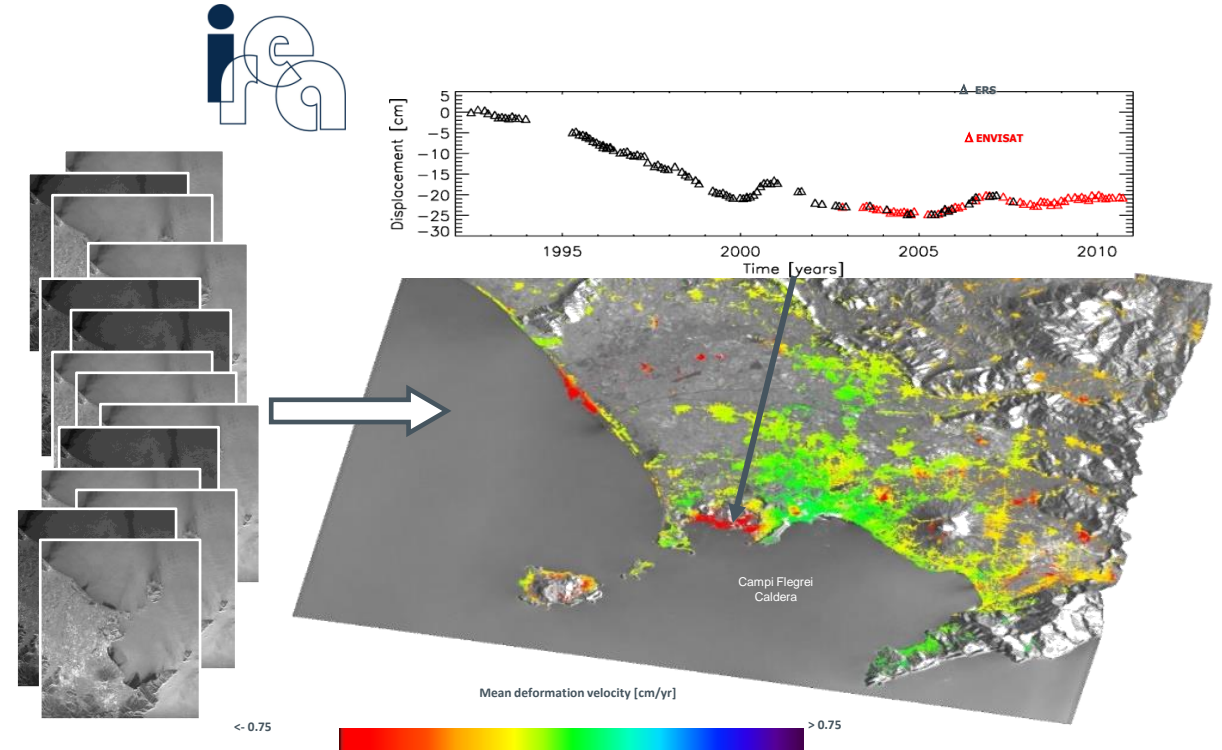 irea
ERS
ENVISAT
Displacement [cm]
5
0
−5
−10
−15
−20
−25
−30
1995 2000 2005 2010
Time [years]
Campi Flegrei
Caldera
Mean deformation velocity [cm/yr]
<- 0.75
> 0.75